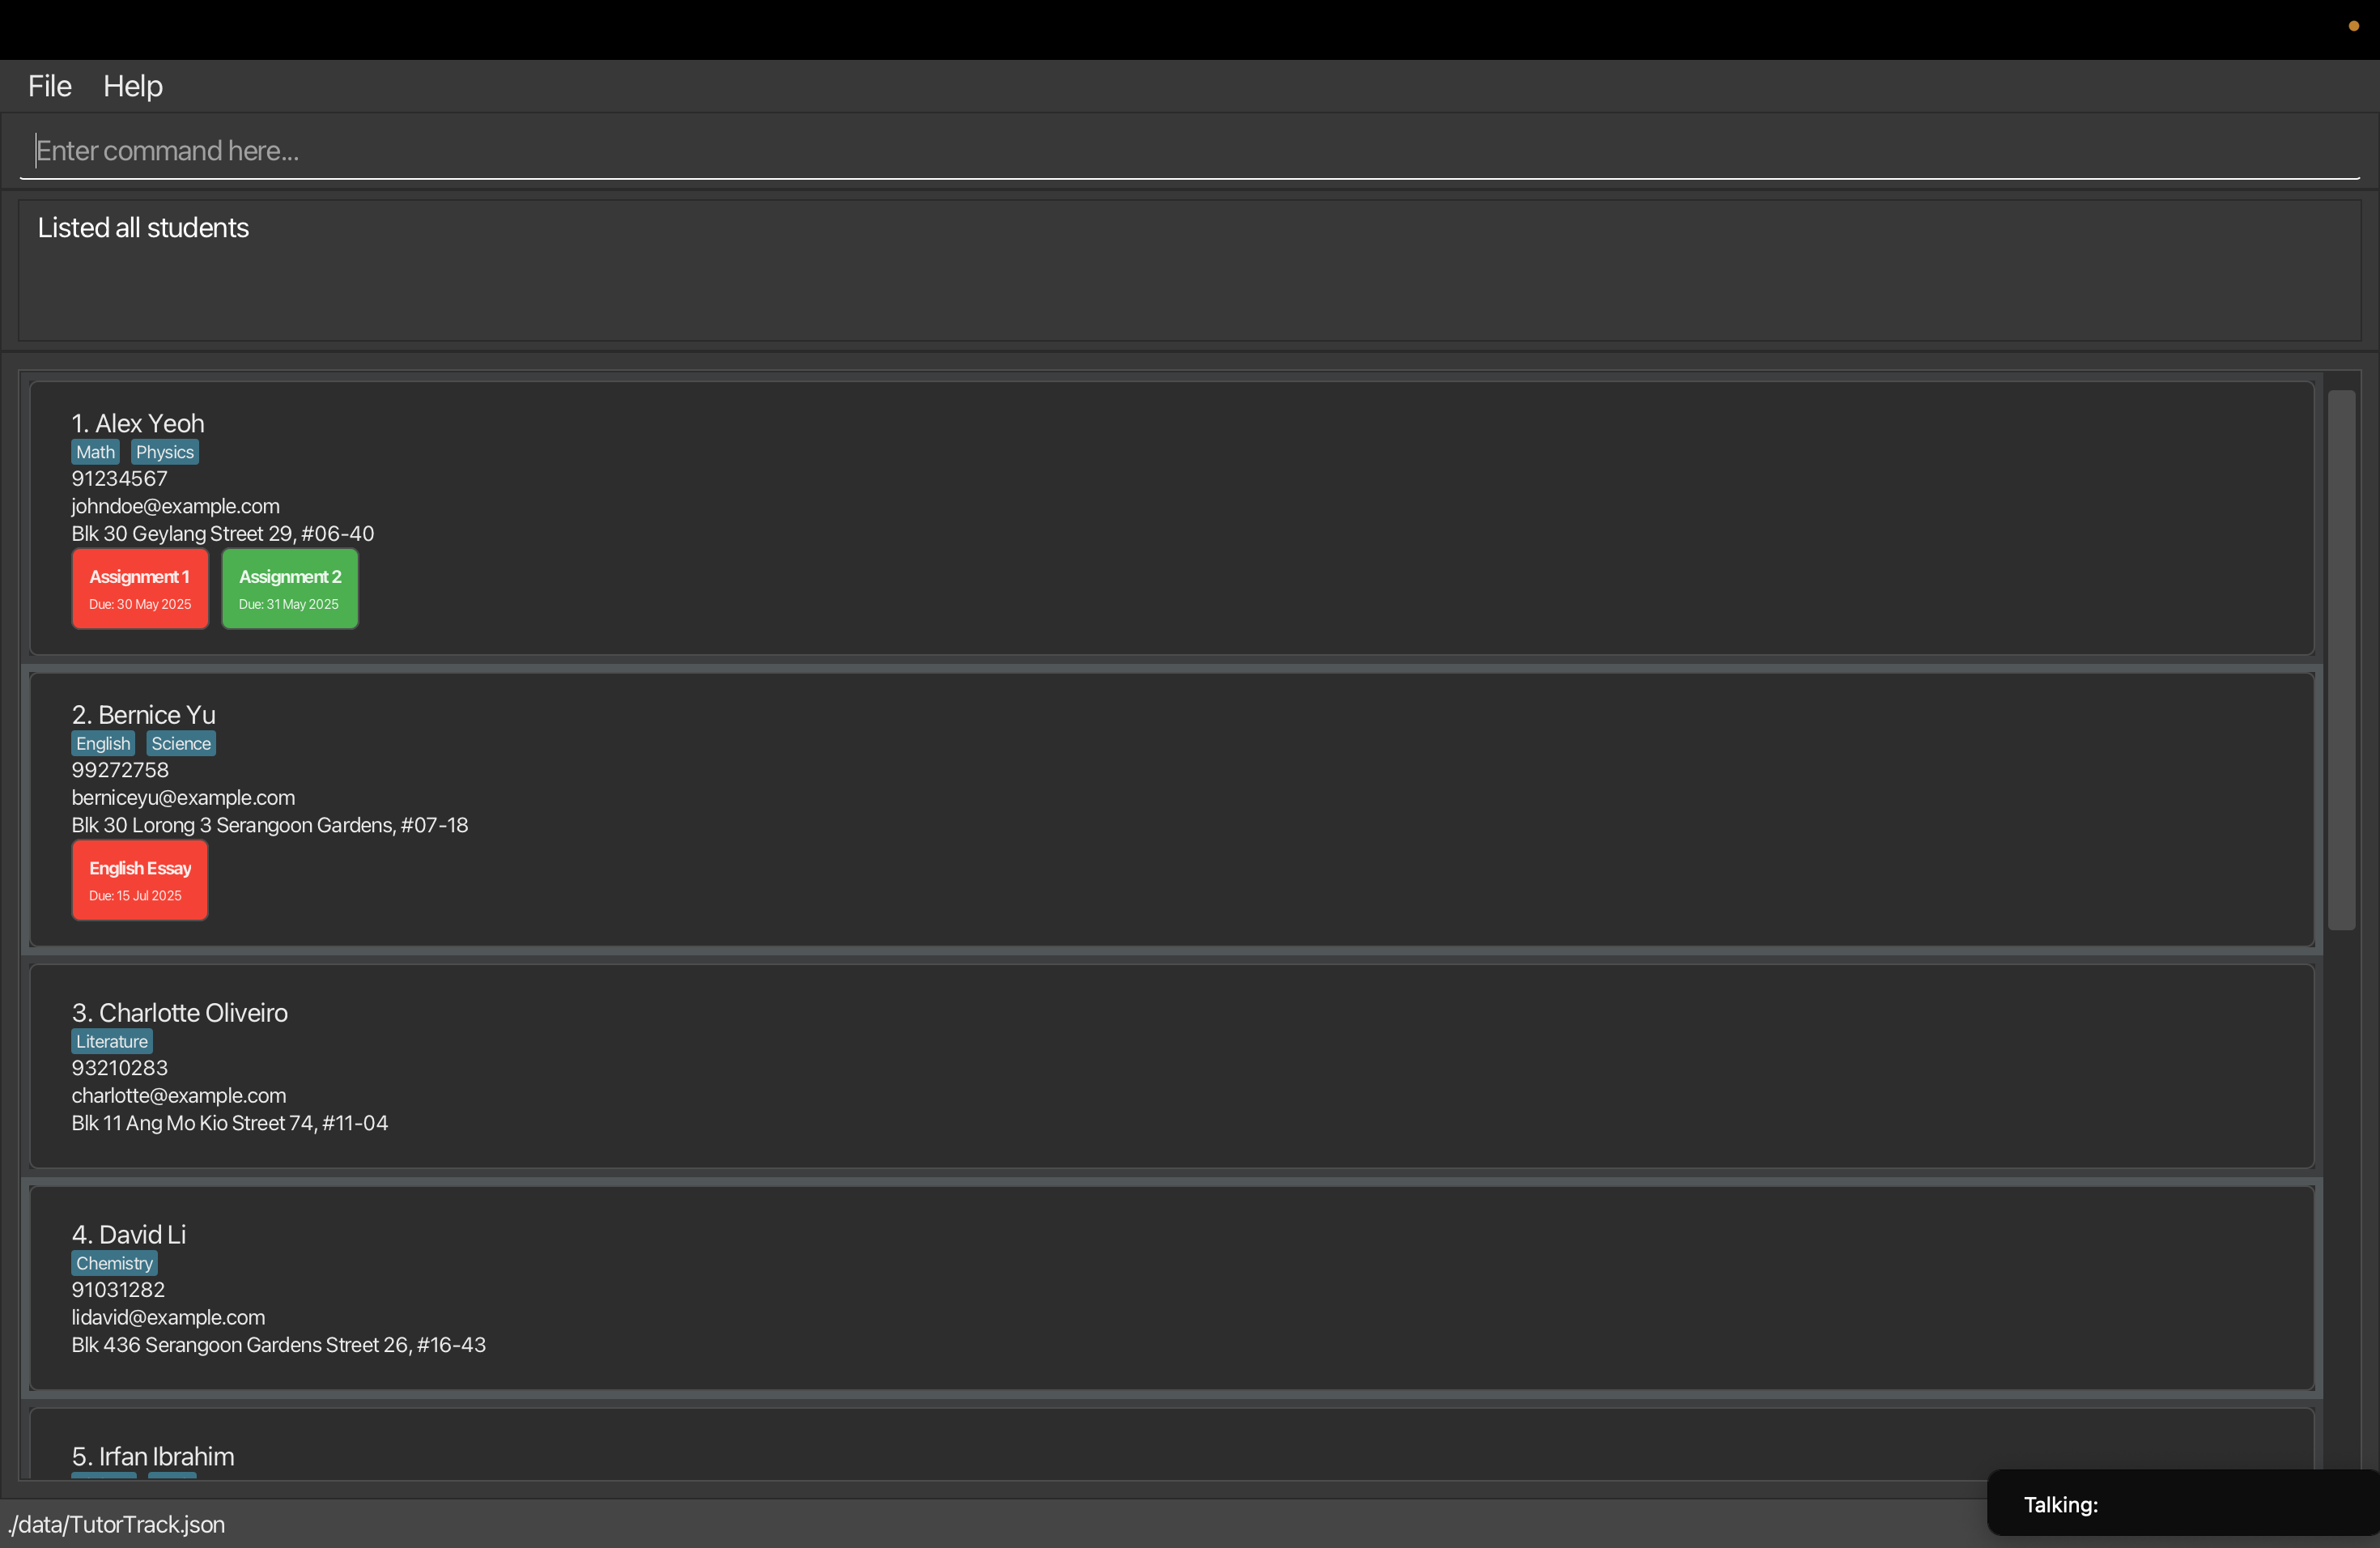 File Help
Enter command here...
Listed all students
1. Alex Yeoh
Math Physics
91234567
johndoe@example.com
Blk 30 Geylang Street 29, #06-40
Assignment 1 Assignment 2
Due: 30 May 2025 Due: 31 May 2025
2. Bernice Yu
English Science
99272758
berniceyu@example.com
Blk 30 Lorong 3 Serangoon Gardens, #07-18
English Essay
Due: 15 Jul 2025
3. Charlotte Oliveiro
Literature
93210283
charlotte@example.com
Blk 11 Ang Mo Kio Street 74, #11-04
4. David Li
Chemistry
91031282
lidavid@example.com
Blk 436 Serangoon Gardens Street 26, #16-43
5. Irfan Ibrahim
Talking:
./data/TutorTrack.json